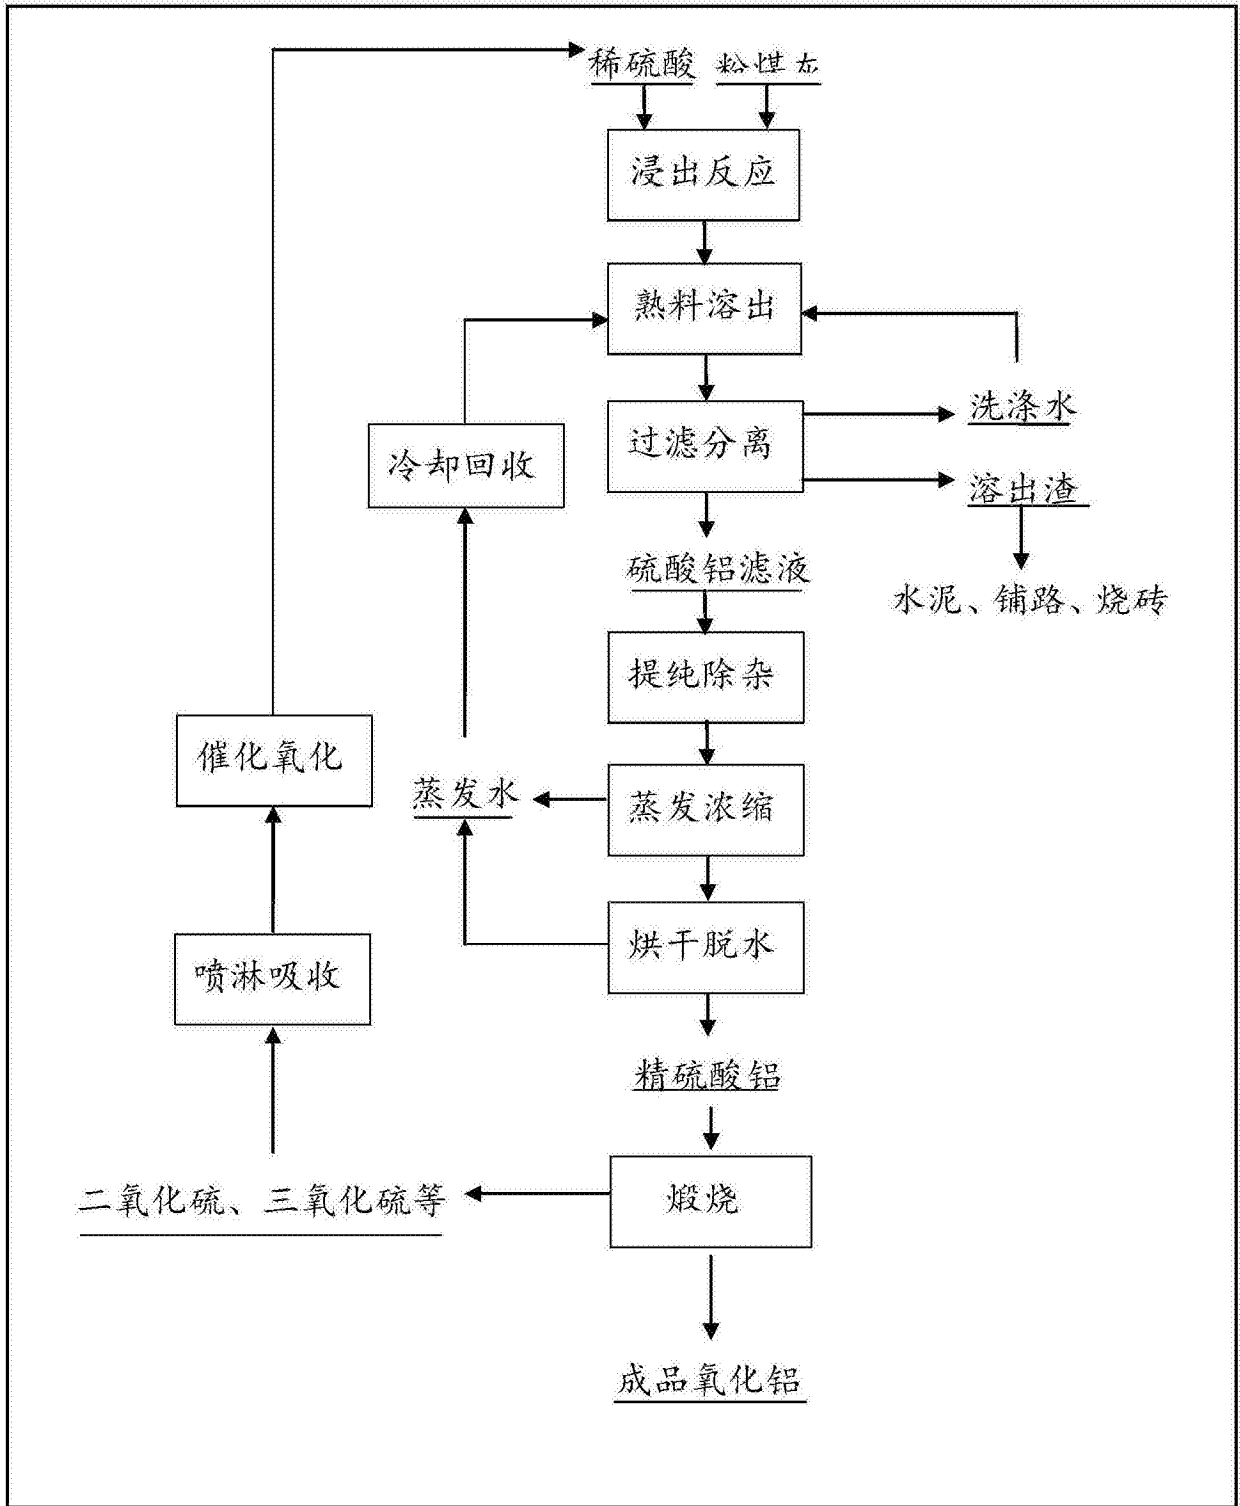 稀硫酸 粉煤灰
浸出反应
熟料溶出
洗涤水
过滤分离
冷却回收
溶出渣
硫酸铝滤液
水泥、铺路、烧砖
提纯除杂
催化氧化
蒸发水
蒸发浓缩
烘干脱水
喷淋吸收
精硫酸铝
二氧化硫、三氧化硫等
煅烧
成品氧化铝